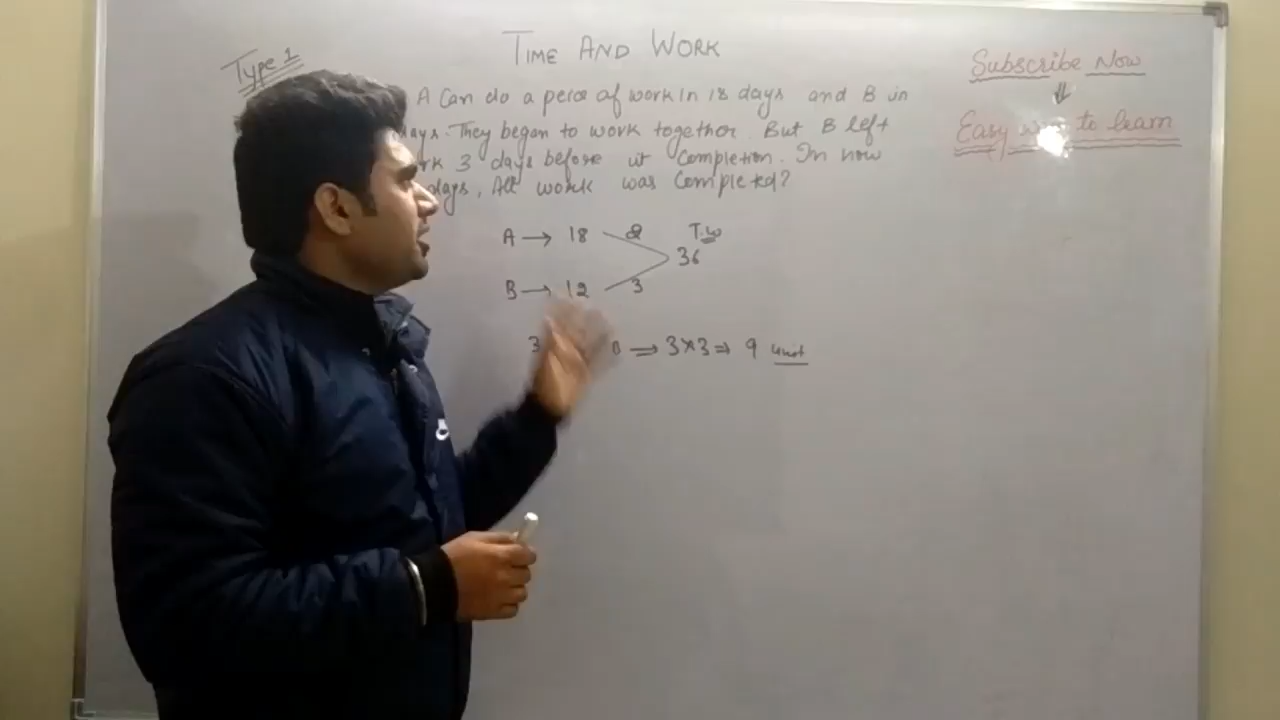 TIME AND WORK
Type 1
Subscribe Now
⇓
Easy to learn
A Can do a peice of work in 18 days and B in
days. They began to work together. But B left
rk 3 days before it Completion. In how
days, All work was Completed?
A → 18 2 T.W
36
B → 12 3
3 B ⇒ 3×3 ⇒ 9 unit